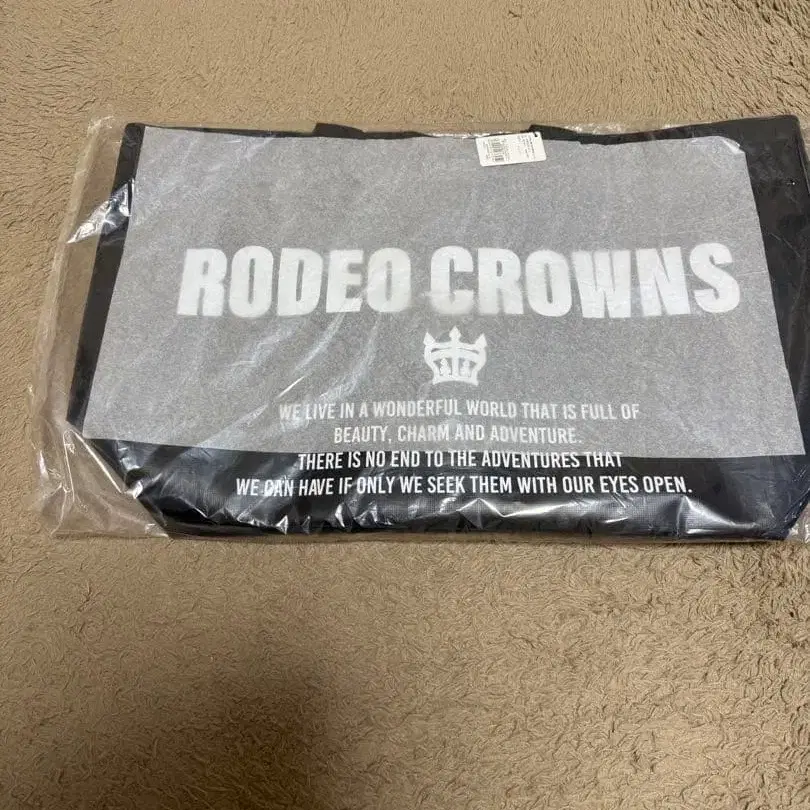 RODEO CROWNS
WE LIVE IN A WONDERFUL WORLD THAT IS FULL OF
BEAUTY, CHARM AND ADVENTURE.
THERE IS NO END TO THE ADVENTURES THAT
WE CAN HAVE IF ONLY WE SEEK THEM WITH OUR EYES OPEN.